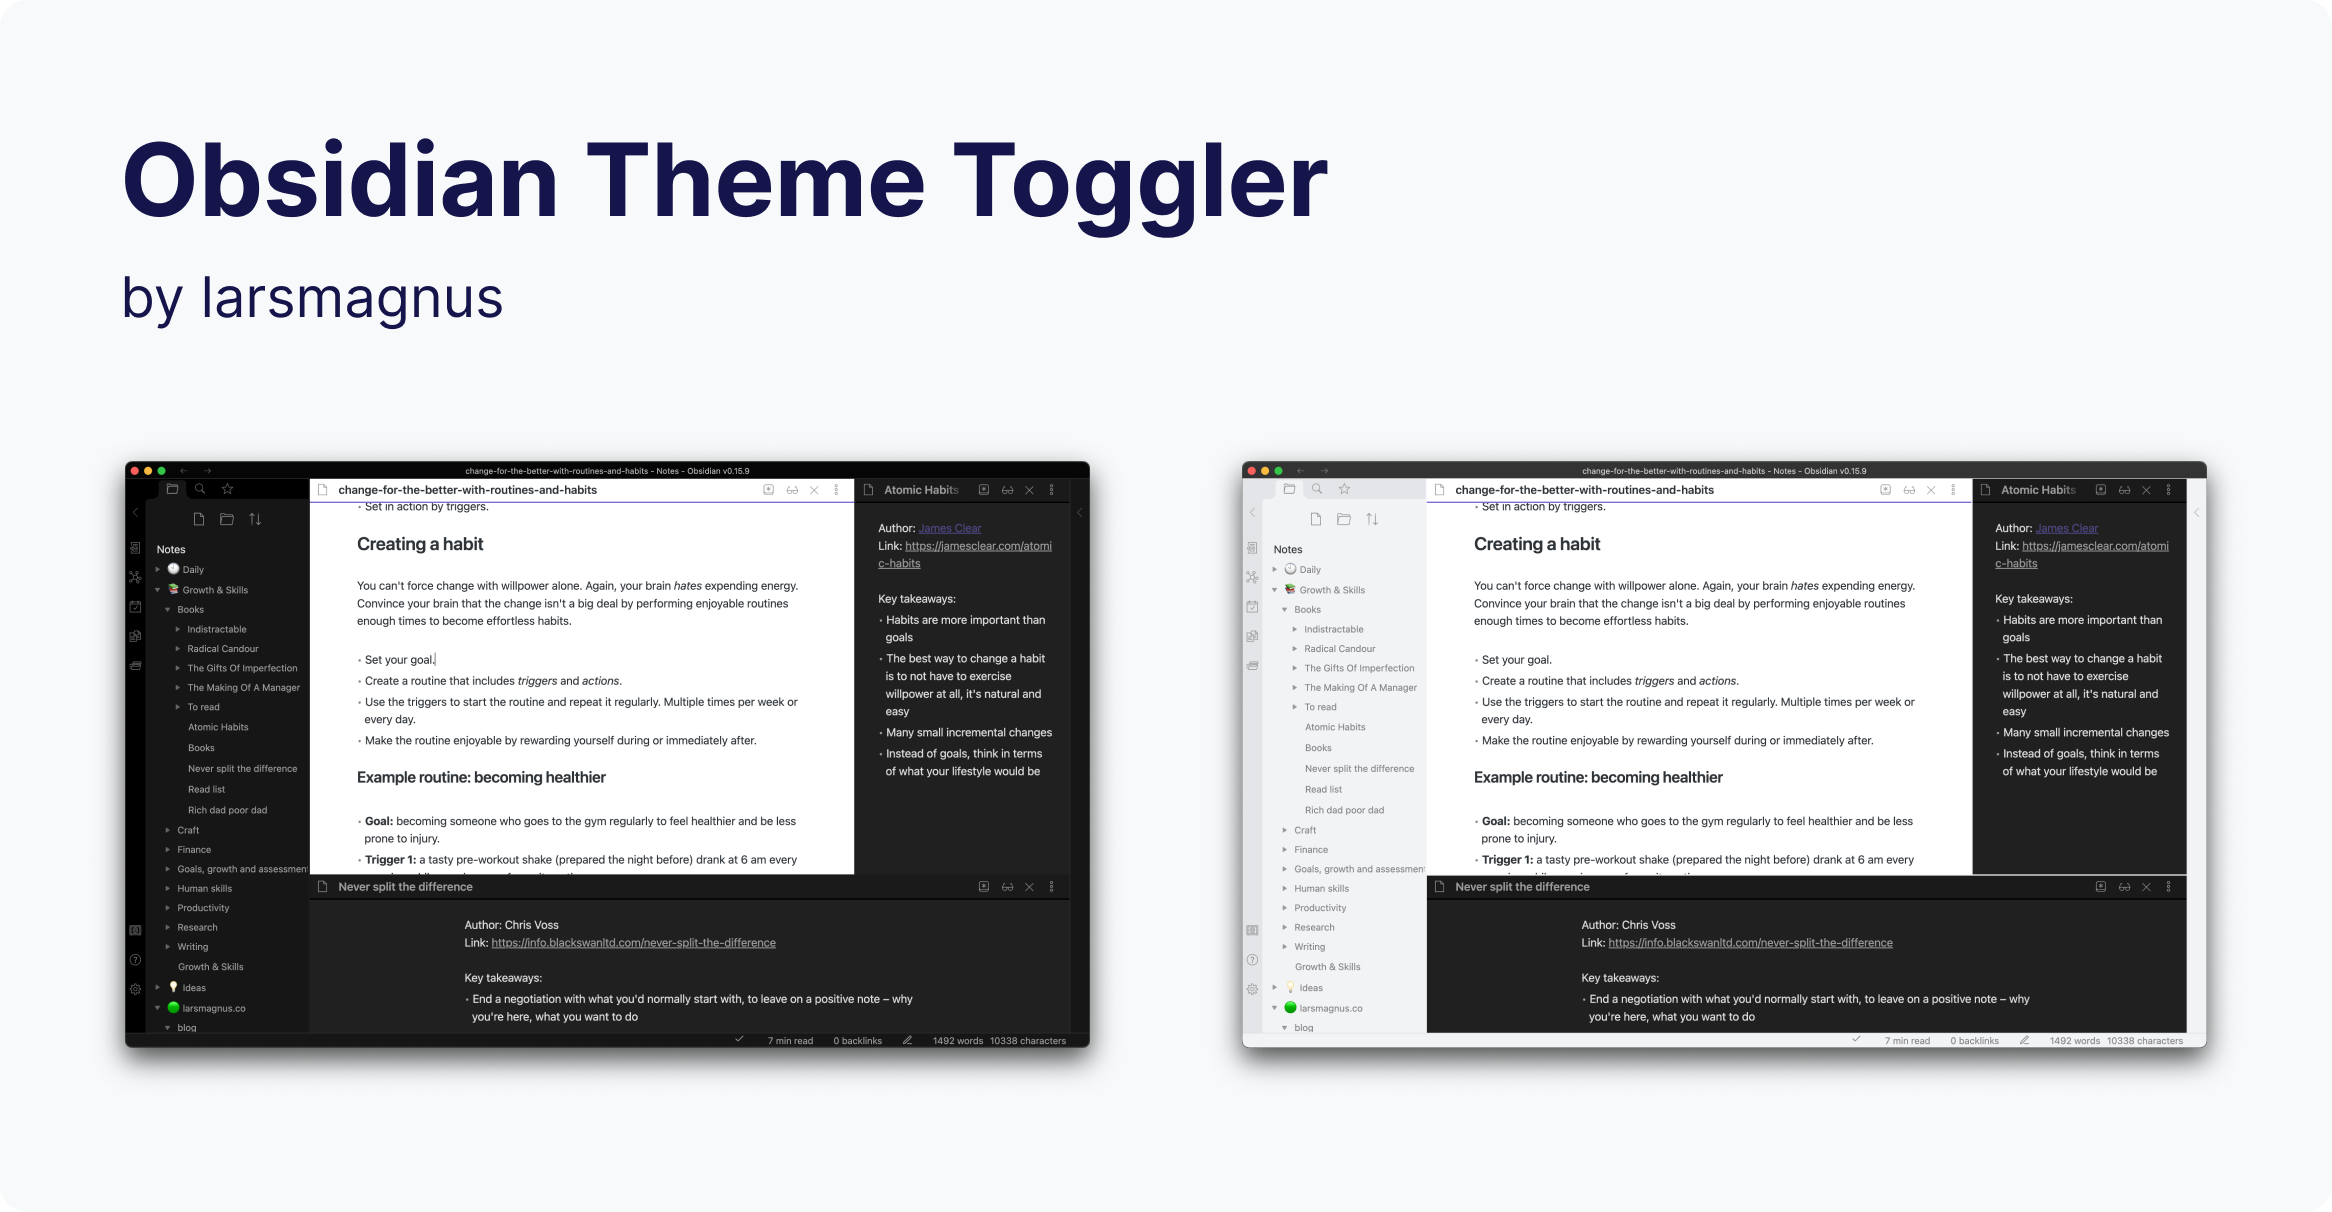 Obsidian Theme Toggler
by larsmagnus
change-for-the-better-with-routines-and-habits - Notes - Obsidian v0.15.9
Notes
Daily
Growth & Skills
Books
Indistractable
Radical Candour
The Gifts Of Imperfection
The Making Of A Manager
To read
Atomic Habits
Books
Never split the difference
Read list
Rich dad poor dad
Craft
Finance
Goals, growth and assessment
Human skills
Productivity
Research
Writing
Growth & Skills
Ideas
larsmagnus.co
blog
change-for-the-better-with-routines-and-habits
• Set in action by triggers.
Creating a habit
You can't force change with willpower alone. Again, your brain hates expending energy.
Convince your brain that the change isn't a big deal by performing enjoyable routines
enough times to become effortless habits.
• Set your goal.
• Create a routine that includes triggers and actions.
• Use the triggers to start the routine and repeat it regularly. Multiple times per week or
every day.
• Make the routine enjoyable by rewarding yourself during or immediately after.
Example routine: becoming healthier
• Goal: becoming someone who goes to the gym regularly to feel healthier and be less
prone to injury.
• Trigger 1: a tasty pre-workout shake (prepared the night before) drank at 6 am every
Atomic Habits
Author: James Clear
Link: https://jamesclear.com/atomi
c-habits
Key takeaways:
• Habits are more important than
goals
• The best way to change a habit
is to not have to exercise
willpower at all, it's natural and
easy
• Many small incremental changes
• Instead of goals, think in terms
of what your lifestyle would be
Never split the difference
Author: Chris Voss
Link: https://info.blackswanltd.com/never-split-the-difference
Key takeaways:
• End a negotiation with what you'd normally start with, to leave on a positive note – why
you're here, what you want to do
7 min read 0 backlinks 1492 words 10338 characters
change-for-the-better-with-routines-and-habits - Notes - Obsidian v0.15.9
Notes
Daily
Growth & Skills
Books
Indistractable
Radical Candour
The Gifts Of Imperfection
The Making Of A Manager
To read
Atomic Habits
Books
Never split the difference
Read list
Rich dad poor dad
Craft
Finance
Goals, growth and assessment
Human skills
Productivity
Research
Writing
Growth & Skills
Ideas
larsmagnus.co
blog
change-for-the-better-with-routines-and-habits
• Set in action by triggers.
Creating a habit
You can't force change with willpower alone. Again, your brain hates expending energy.
Convince your brain that the change isn't a big deal by performing enjoyable routines
enough times to become effortless habits.
• Set your goal.
• Create a routine that includes triggers and actions.
• Use the triggers to start the routine and repeat it regularly. Multiple times per week or
every day.
• Make the routine enjoyable by rewarding yourself during or immediately after.
Example routine: becoming healthier
• Goal: becoming someone who goes to the gym regularly to feel healthier and be less
prone to injury.
• Trigger 1: a tasty pre-workout shake (prepared the night before) drank at 6 am every
Atomic Habits
Author: James Clear
Link: https://jamesclear.com/atomi
c-habits
Key takeaways:
• Habits are more important than
goals
• The best way to change a habit
is to not have to exercise
willpower at all, it's natural and
easy
• Many small incremental changes
• Instead of goals, think in terms
of what your lifestyle would be
Never split the difference
Author: Chris Voss
Link: https://info.blackswanltd.com/never-split-the-difference
Key takeaways:
• End a negotiation with what you'd normally start with, to leave on a positive note – why
you're here, what you want to do
7 min read 0 backlinks 1492 words 10338 characters